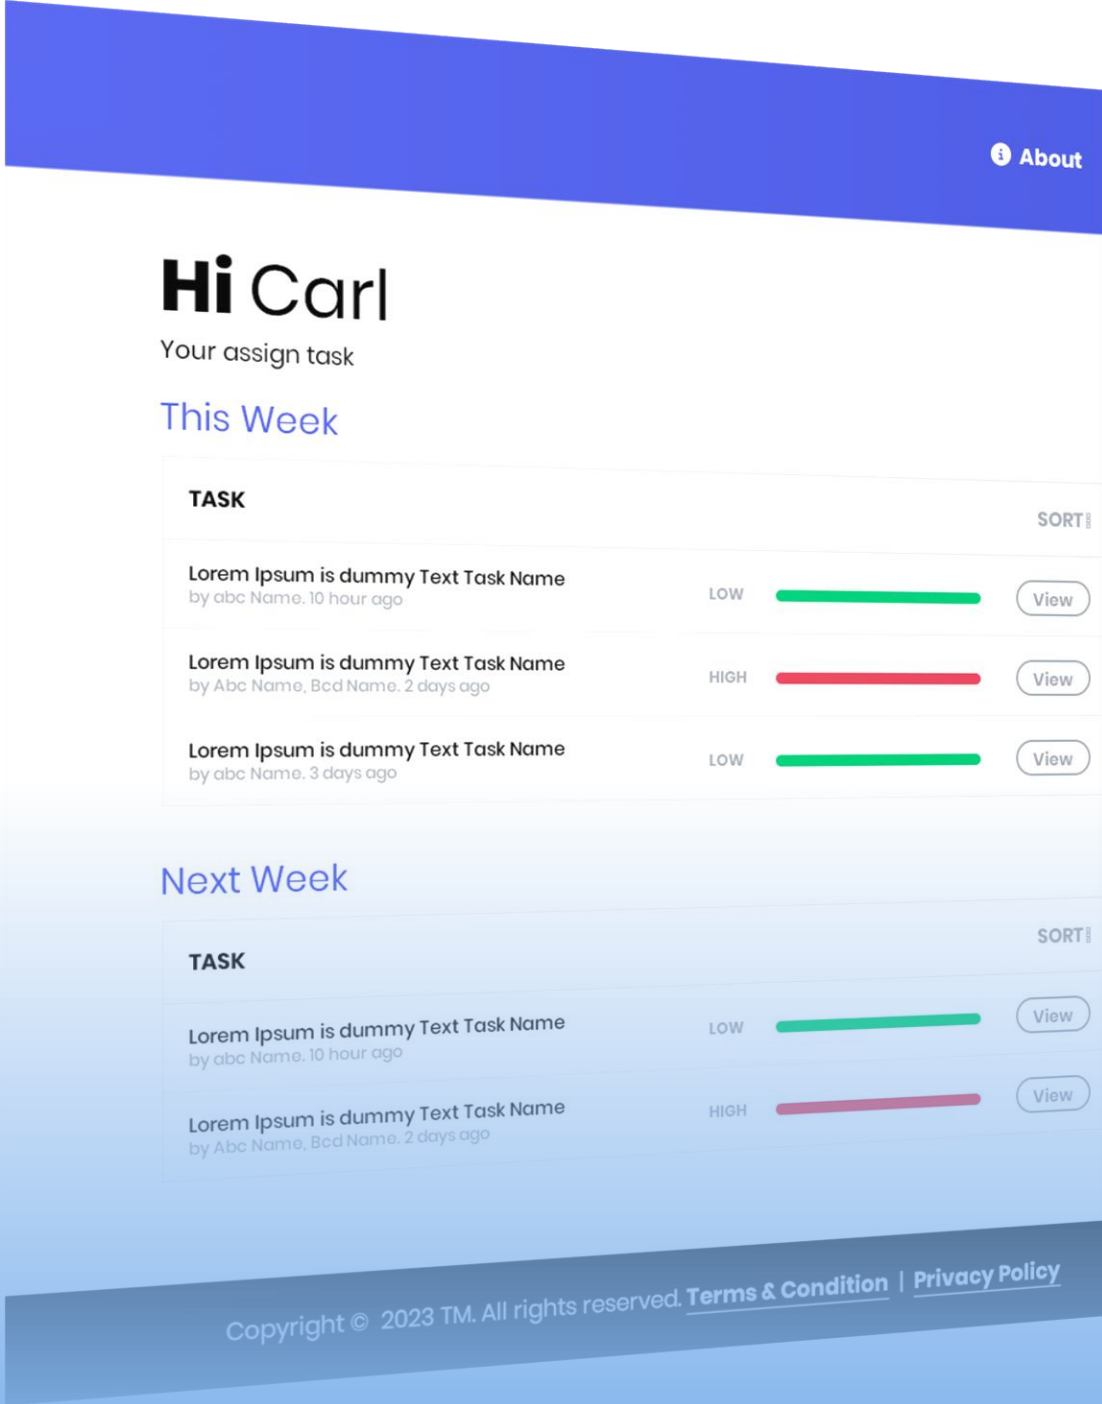 About
Hi Carl
Your assign task
This Week
TASK
SORT
Lorem Ipsum is dummy Text Task Name
by abc Name. 10 hour ago
LOW
View
Lorem Ipsum is dummy Text Task Name
by Abc Name, Bcd Name. 2 days ago
HIGH
View
Lorem Ipsum is dummy Text Task Name
by abc Name. 3 days ago
LOW
View
Next Week
TASK
SORT
Lorem Ipsum is dummy Text Task Name
by abc Name. 10 hour ago
LOW
View
Lorem Ipsum is dummy Text Task Name
by Abc Name, Bcd Name. 2 days ago
HIGH
View
Copyright © 2023 TM. All rights reserved. Terms & Condition | Privacy Policy